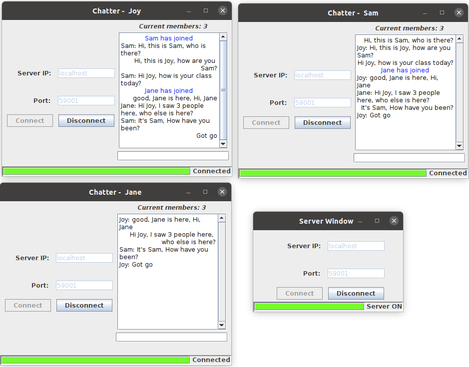 Chatter - Joy
Current members: 3
Sam has joined
Sam: Hi, this is Sam, who is
there?
Hi, this is Joy, how are you
Sam?
Sam: Hi Joy, how is your class
today?
Jane has joined
good, Jane is here, Hi, Jane
Jane: Hi Joy, I saw 3 people
here, who else is here?
Sam: It's Sam, How have you
been?
Got go
Server IP:
localhost
Port:
59001
Connect
Disconnect
Connected
Chatter - Sam
Current members: 3
Hi, this is Sam, who is there?
Joy: Hi, this is Joy, how are you
Sam?
Hi Joy, how is your class today?
Jane has joined
Joy: good, Jane is here, Hi,
Jane
Jane: Hi Joy, I saw 3 people
here, who else is here?
It's Sam, How have you been?
Joy: Got go
Server IP:
localhost
Port:
59001
Connect
Disconnect
Connected
Chatter - Jane
Current members: 3
Joy: good, Jane is here, Hi,
Jane
Hi Joy, I saw 3 people here,
who else is here?
Sam: It's Sam, How have you
been?
Joy: Got go
Server IP:
localhost
Port:
59001
Connect
Disconnect
Connected
Server Window
Server IP:
localhost
Port:
59001
Connect
Disconnect
Server ON